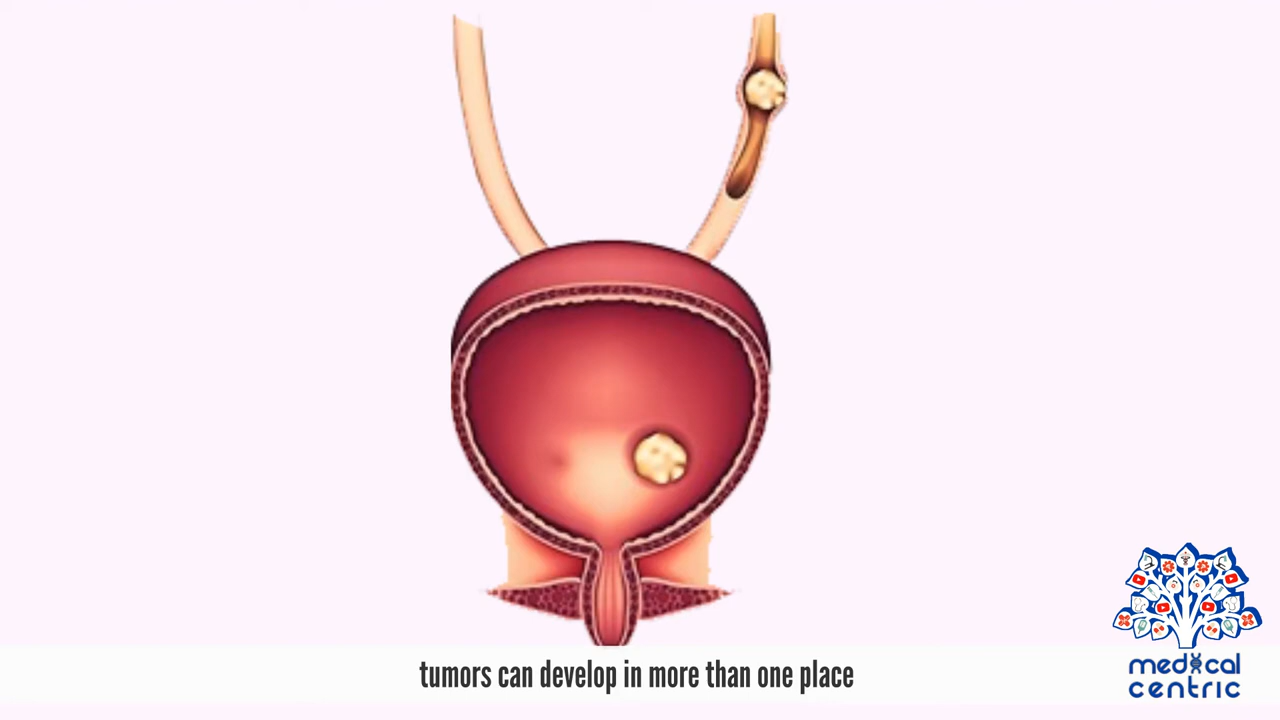 tumors can develop in more than one place
medical
centric